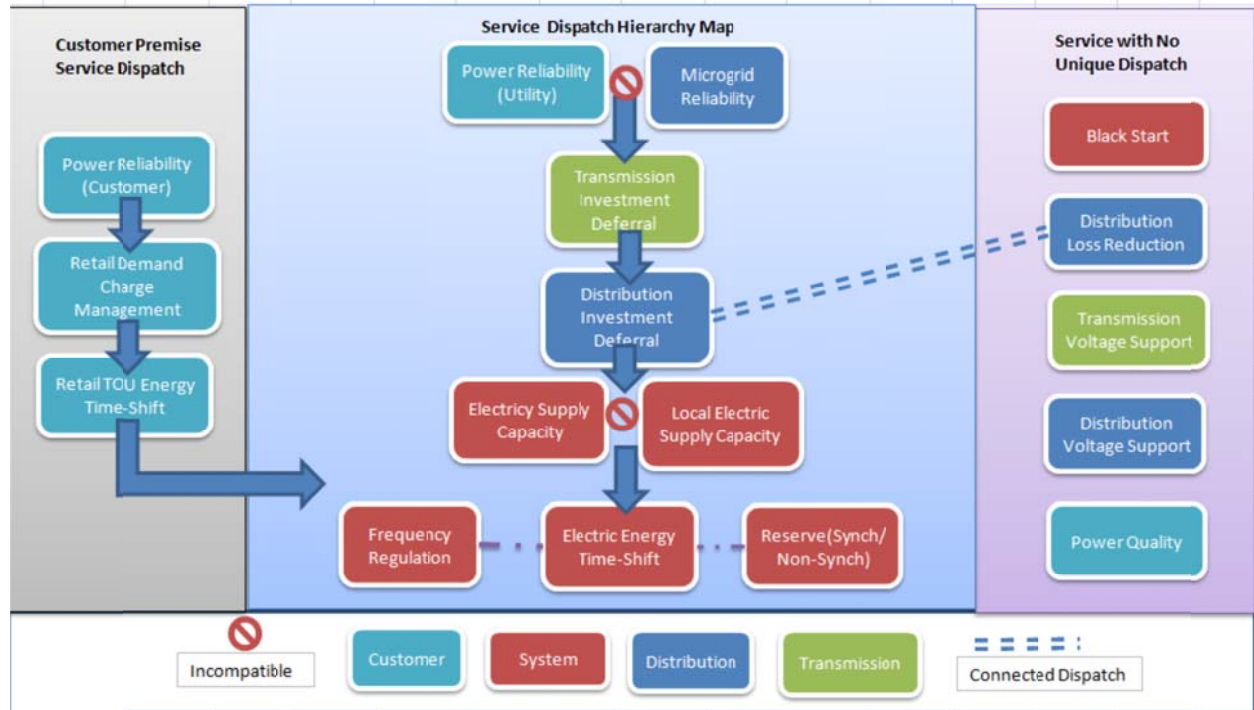 Customer Premise
Service Dispatch
Power Reliability
(Customer)
Retail Demand
Charge
Management
Retail TOU Energy
Time-Shift
Service Dispatch Hierarchy Map
Power Reliability
(Utility)
Microgrid
Reliability
Transmission
Investment
Deferral
Distribution
Investment
Deferral
Electricy Supply
Capacity
Local Electric
Supply Capacity
Frequency
Regulation
Electric Energy
Time-Shift
Reserve(Synch/
Non-Synch)
Service with No
Unique Dispatch
Black Start
Distribution
Loss Reduction
Transmission
Voltage Support
Distribution
Voltage Support
Power Quality
Incompatible
Customer
System
Distribution
Transmission
Connected Dispatch